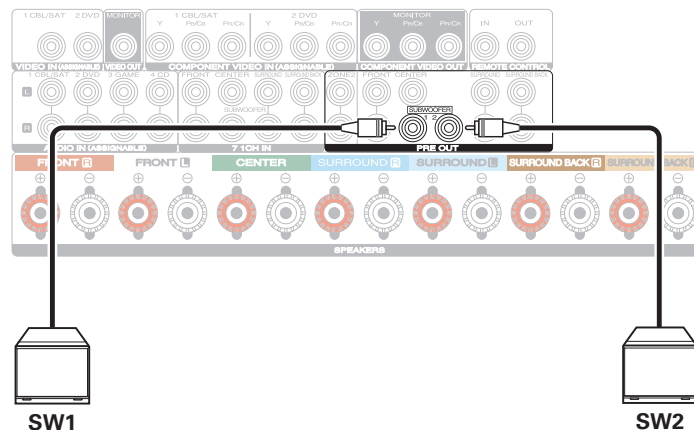 1 CBL/SAT 2 DVD MONITOR
1 CBL/SAT 2 DVD
Y PB/CB PR/CR Y PB/CB PR/CR
MONITOR
Y PB/CB PR/CR
IN OUT
VIDEO IN (ASSIGNABLE) VIDEO OUT COMPONENT VIDEO IN (ASSIGNABLE) COMPONENT VIDEO OUT REMOTE CONTROL
1 CBL/SAT 2 DVD 3 GAME 4 CD FRONT CENTER SURROUND SURROUND BACK ZONE2 FRONT CENTER SURROUND SURROUND BACK
L
SUBWOOFER
SUBWOOFER
1 2
R
AUDIO IN (ASSIGNABLE) 7.1CH IN PRE OUT
FRONT R FRONT L CENTER SURROUND R SURROUND L SURROUND BACK R SURROUND BACK
SPEAKERS
SW1 SW2